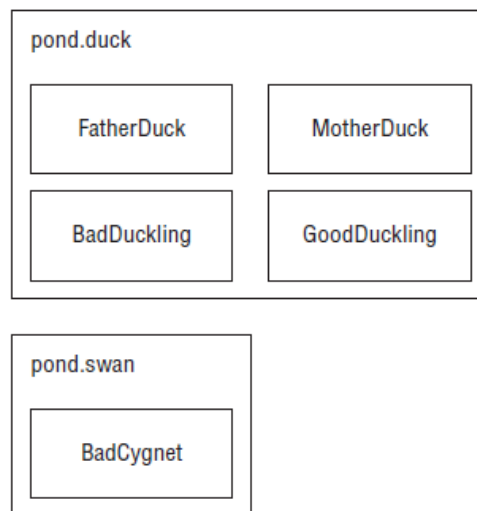 pond.duck
FatherDuck MotherDuck
BadDuckling GoodDuckling
pond.swan
BadCygnet